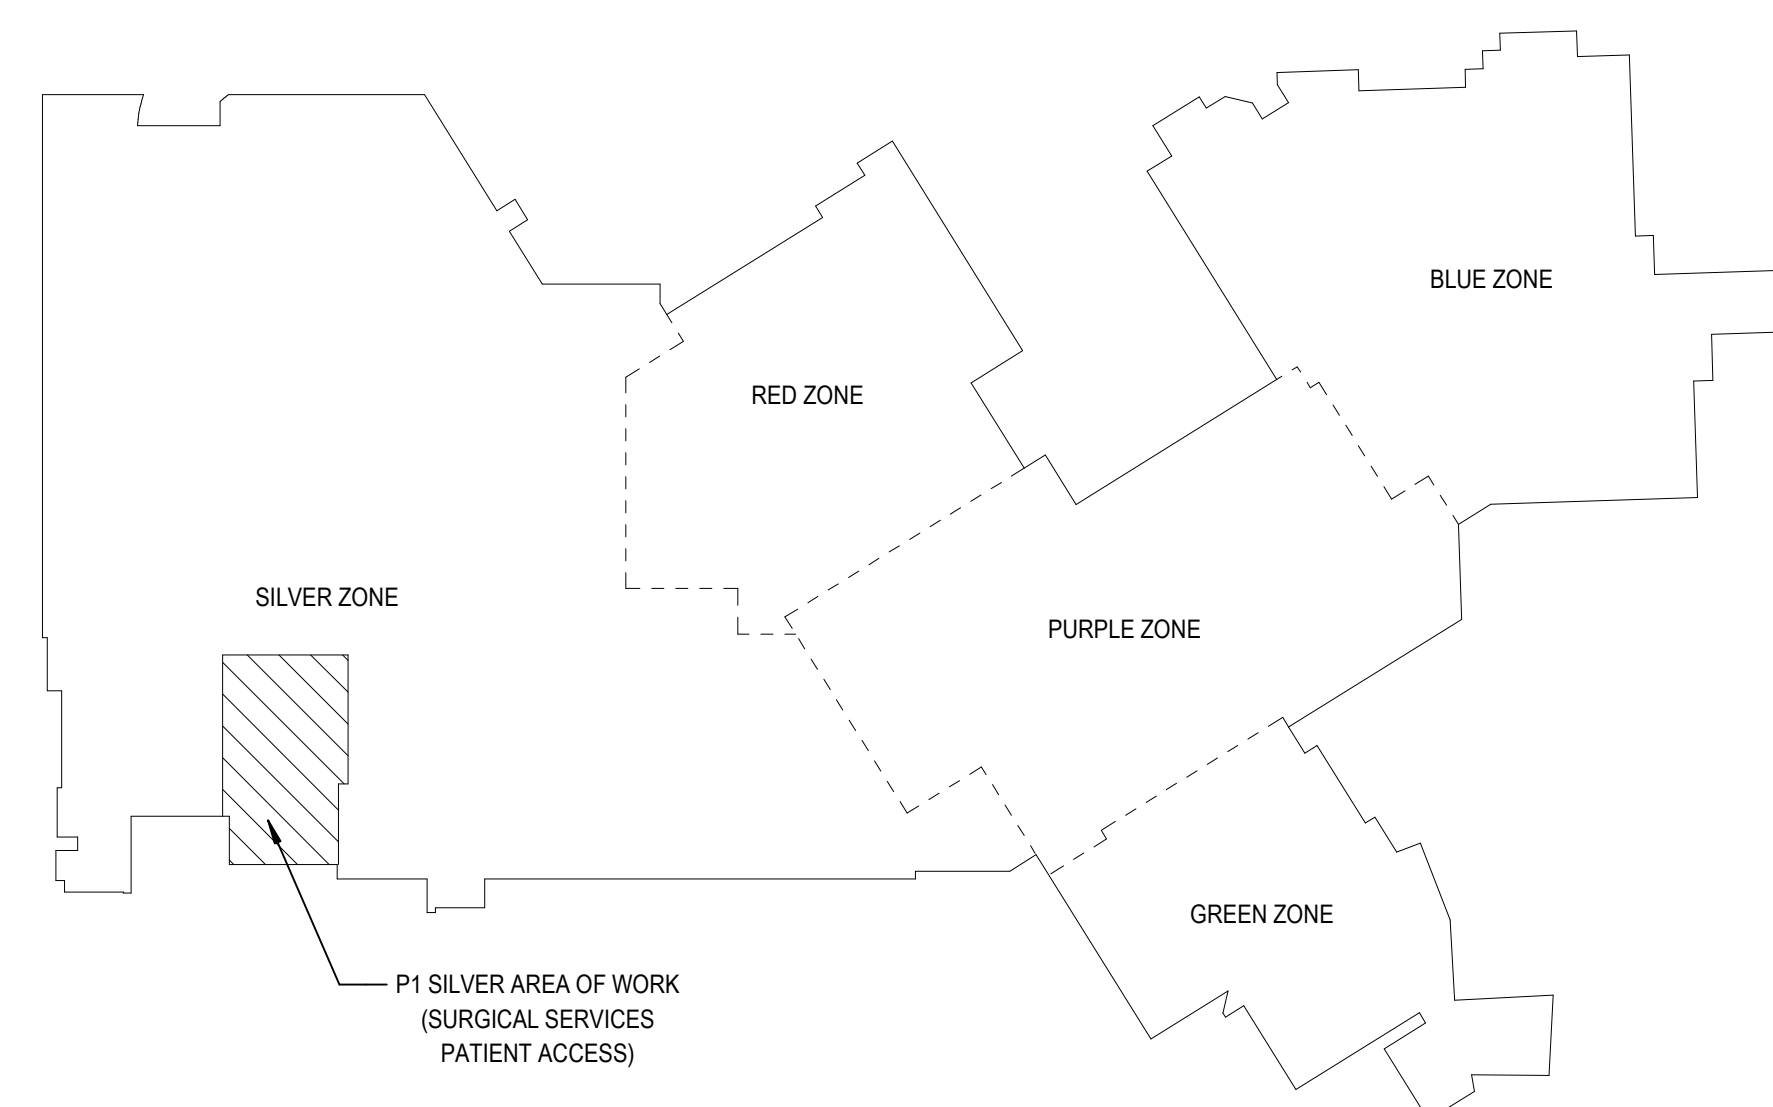 BLUE ZONE
RED ZONE
SILVER ZONE
PURPLE ZONE
GREEN ZONE
P1 SILVER AREA OF WORK
(SURGICAL SERVICES
PATIENT ACCESS)